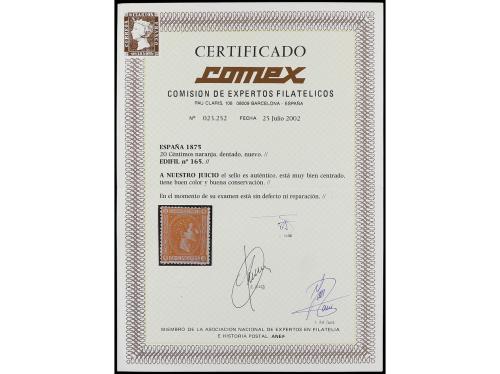 CERTIFICADO
comex
COMISION DE EXPERTOS FILATELICOS
PAU CLARIS, 108 08009 BARCELONA - ESPAÑA
Nº 023.252 FECHA 25 Julio 2002
ESPAÑA 1875
20 Céntimos naranja, dentado, nuevo. //
EDIFIL nº 165. //
A NUESTRO JUICIO el sello es auténtico, está muy bien centrado,
tiene buen color y buena conservación. //
En el momento de su examen está sin defecto ni reparación. //
MIEMBRO DE LA ASOCIACION NACIONAL DE EXPERTOS EN FILATELIA
E HISTORIA POSTAL. ANEF